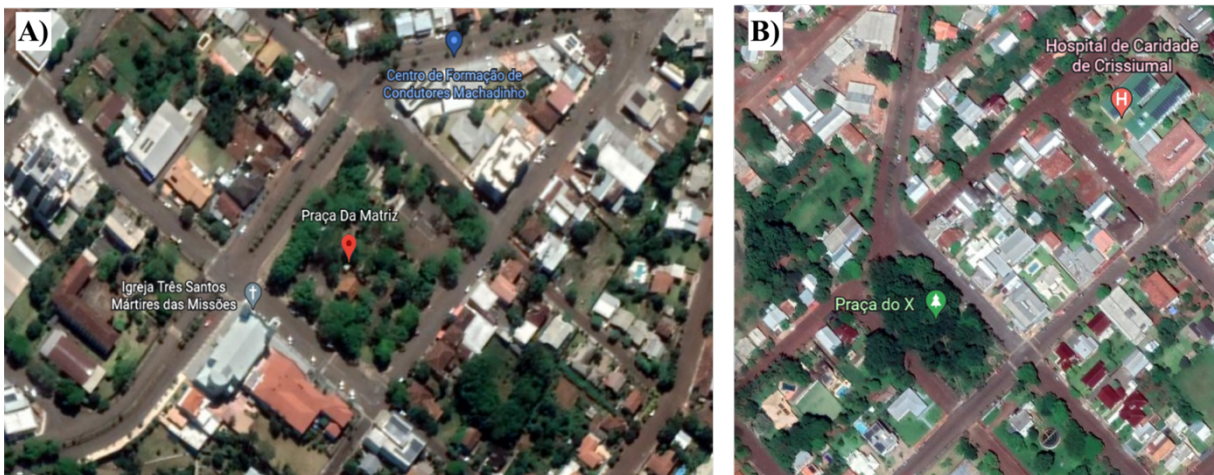 A)
Centro de Formação de
Condutores Machadinho
Praça Da Matriz
Igreja Três Santos
Mártires das Missões
B)
Hospital de Caridade
de Crissiumal
H
Praça do X